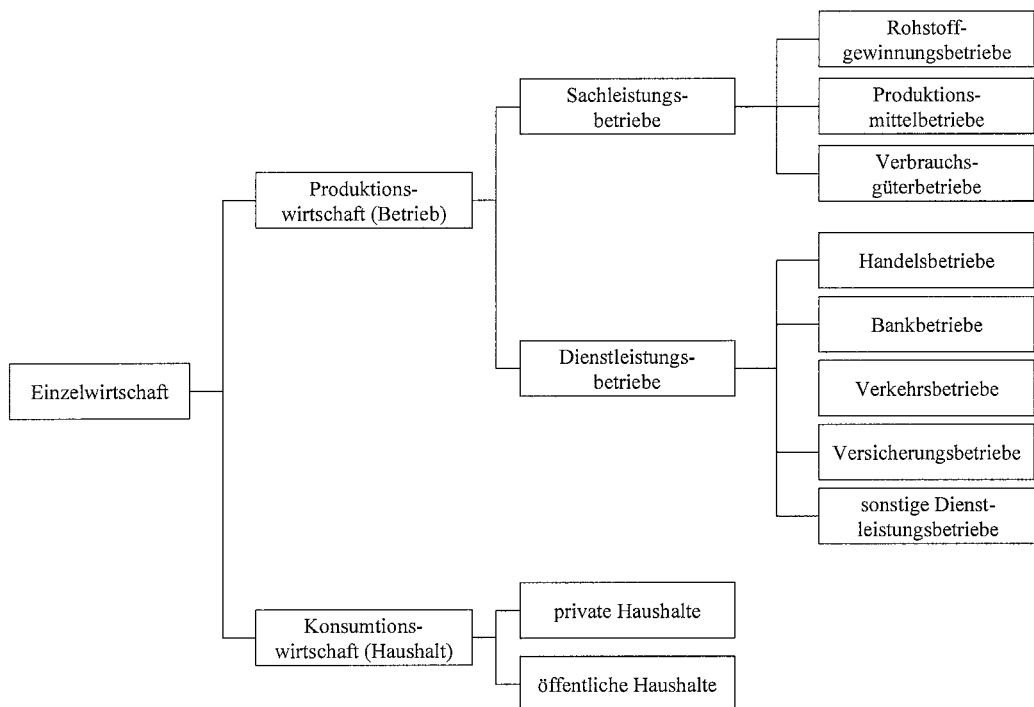 Rohstoff-
gewinnungsbetriebe
Sachleistungs-
betriebe
Produktions-
mittelbetriebe
Verbrauchs-
güterbetriebe
Produktions-
wirtschaft (Betrieb)
Handelsbetriebe
Bankbetriebe
Dienstleistungs-
betriebe
Einzelwirtschaft
Verkehrsbetriebe
Versicherungsbetriebe
sonstige Dienst-
leistungsbetriebe
Konsumtions-
wirtschaft (Haushalt)
private Haushalte
öffentliche Haushalte